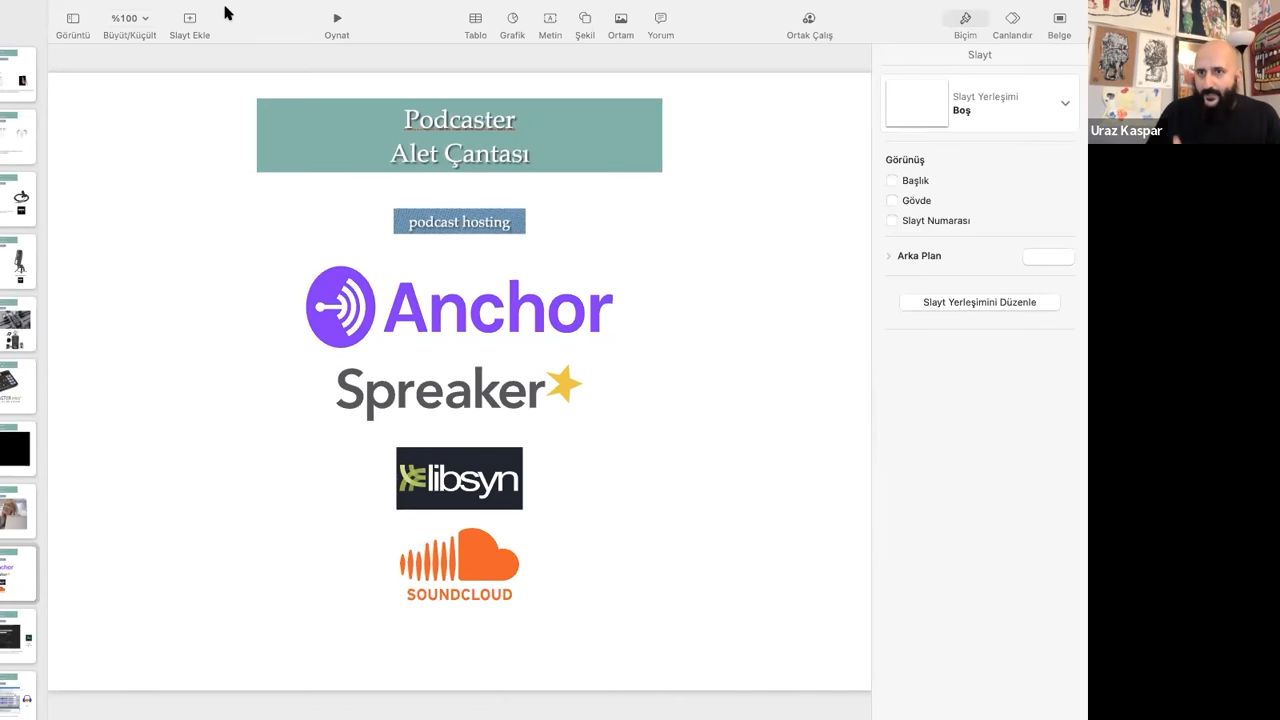 %100
Görüntü
Büyüt/Küçült
Slayt Ekle
Oynat
Tablo
Grafik
Metin
Şekil
Ortam
Yorum
Ortak Çalış
Biçim
Canlandır
Belge
Slayt
Slayt Yerleşimi
Boş
Görünüş
Başlık
Gövde
Slayt Numarası
Arka Plan
Slayt Yerleşimini Düzenle
Uraz Kaspar
Podcaster
Alet Çantası
podcast hosting
Anchor
Spreaker
libsyn
SOUNDCLOUD